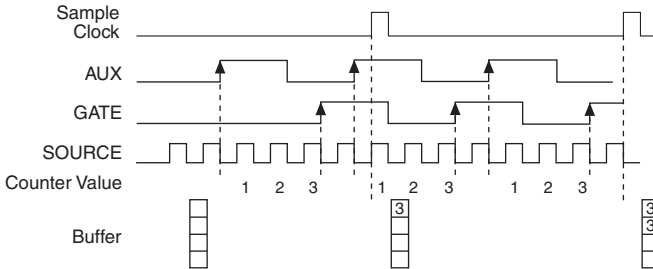 Sample
Clock
AUX
GATE
SOURCE
Counter Value 1 2 3 1 2 3 1 2 3
Buffer 3 3
3